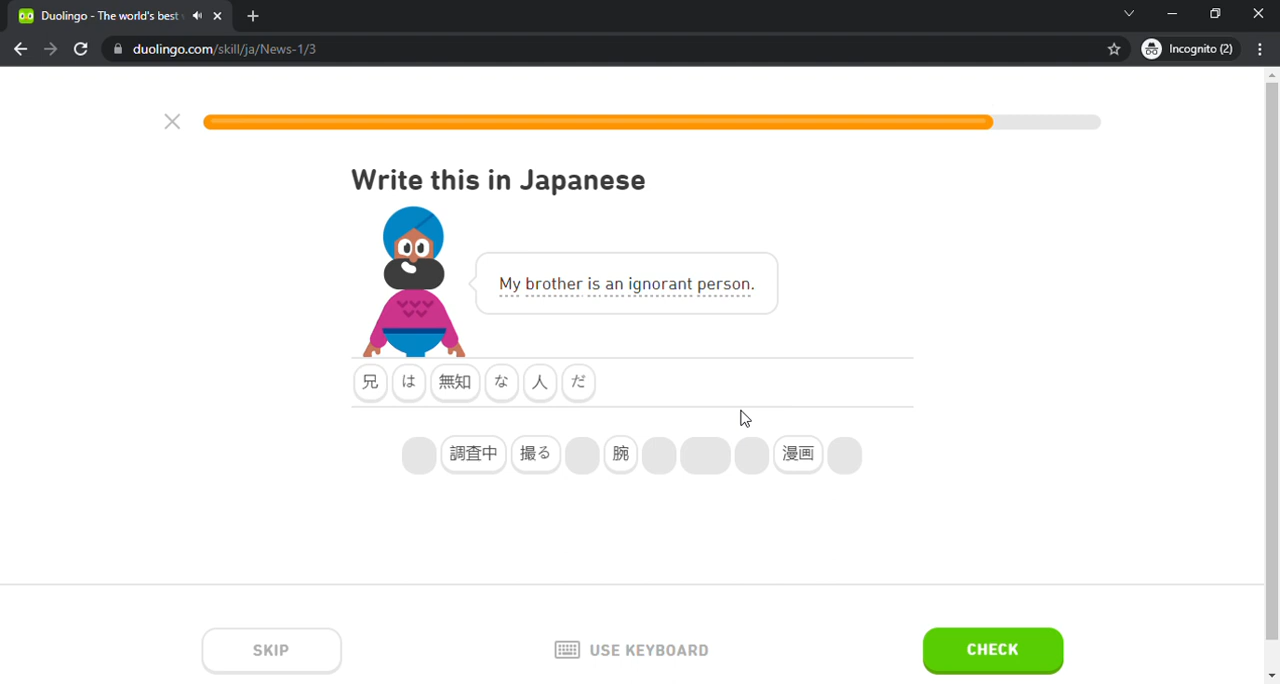 Duolingo - The world's best
duolingo.com/skill/ja/News-1/3
Incognito (2)
Write this in Japanese
My brother is an ignorant person.
兄 は 無知 な 人 だ
調査中 撮る 腕 漫画
SKIP
USE KEYBOARD
CHECK